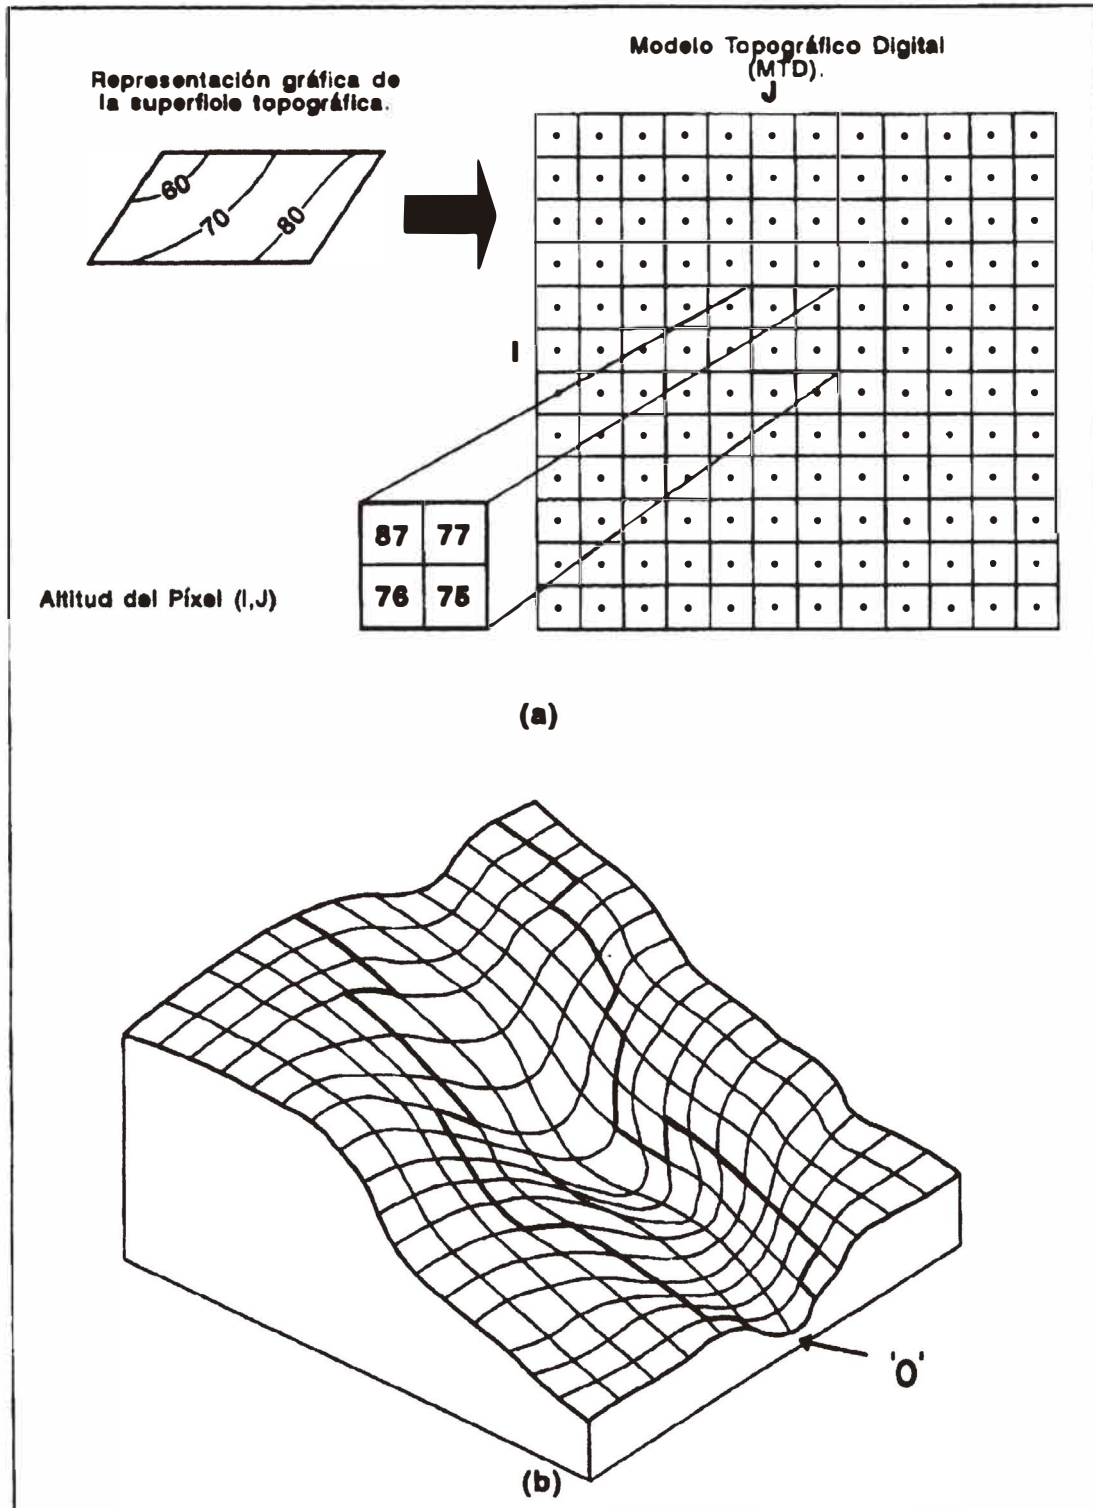 Representación gráfica de
la superficie topográfica.
60
70
80
Modelo Topográfico Digital
(MTD).
J
I
87 77
76 75
Altitud del Píxel (I,J)
(a)
'O'
(b)